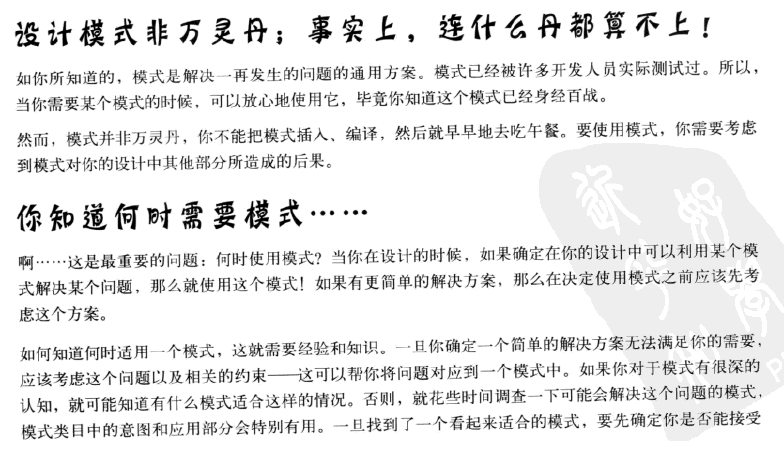 设计模式非万灵丹；事实上，连什么丹都算不上！
如你所知道的，模式是解决一再发生的问题的通用方案。模式已经被许多开发人员实际测试过。所以，
当你需要某个模式的时候，可以放心地使用它，毕竟你知道这个模式已经身经百战。
然而，模式并非万灵丹，你不能把模式插入、编译，然后就早早地去吃午餐。要使用模式，你需要考虑
到模式对你的设计中其他部分所造成的后果。
你知道何时需要模式……
啊……这是最重要的问题：何时使用模式？当你在设计的时候，如果确定在你的设计中可以利用某个模
式解决某个问题，那么就使用这个模式！如果有更简单的解决方案，那么在决定使用模式之前应该先考
虑这个方案。
如何知道何时适用一个模式，这就需要经验和知识。一旦你确定一个简单的解决方案无法满足你的需要，
应该考虑这个问题以及相关的约束——这可以帮你将问题对应到一个模式中。如果你对于模式有很深的
认知，就可能知道有什么模式适合这样的情况。否则，就花些时间调查一下可能会解决这个问题的模式，
模式类目中的意图和应用部分会特别有用。一旦找到了一个看起来适合的模式，要先确定你是否能接受